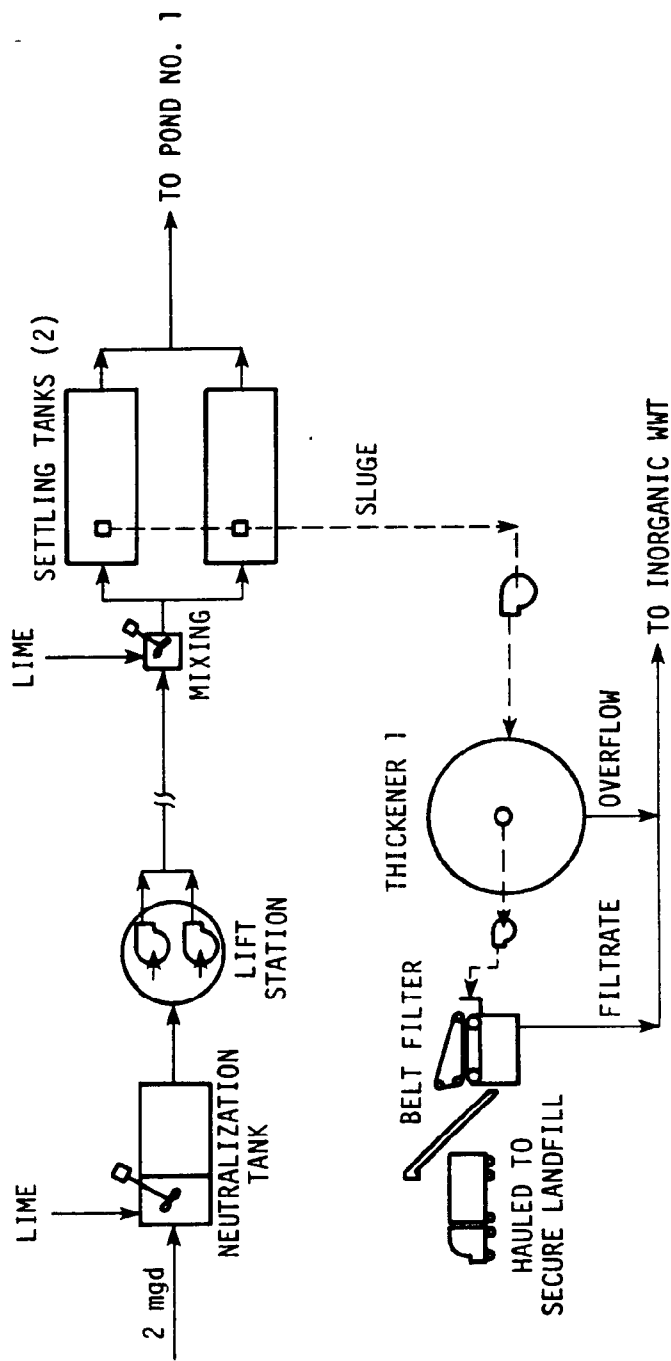 LIME
2 mgd
NEUTRALIZATION
TANK
LIFT
STATION
LIME
MIXING
SETTLING TANKS (2)
TO POND NO. 1
SLUGE
THICKENER 1
BELT FILTER
HAULED TO
SECURE LANDFILL
FILTRATE
OVERFLOW
TO INORGANIC WWT